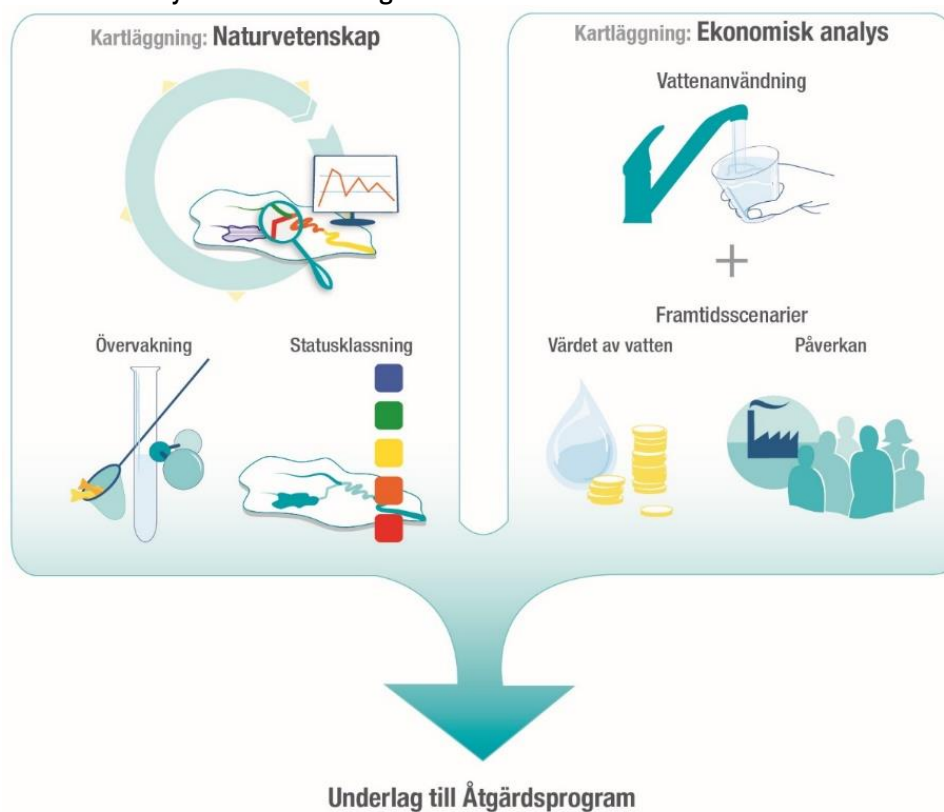 Kartläggning: Naturvetenskap
Övervakning
Statusklassning
Kartläggning: Ekonomisk analys
Vattenanvändning
+
Framtidsscenarier
Värdet av vatten
Påverkan
Underlag till Åtgärdsprogram